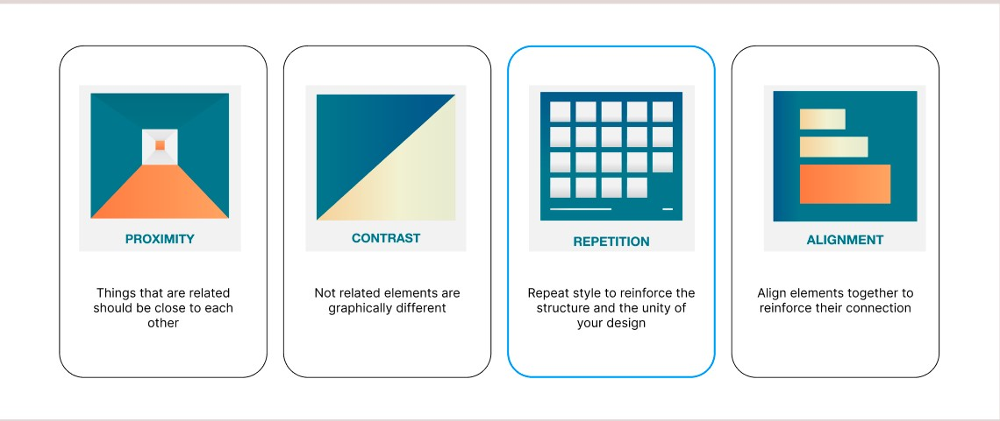 PROXIMITY
Things that are related
should be close to each
other
CONTRAST
Not related elements are
graphically different
REPETITION
Repeat style to reinforce the
structure and the unity of
your design
ALIGNMENT
Align elements together to
reinforce their connection